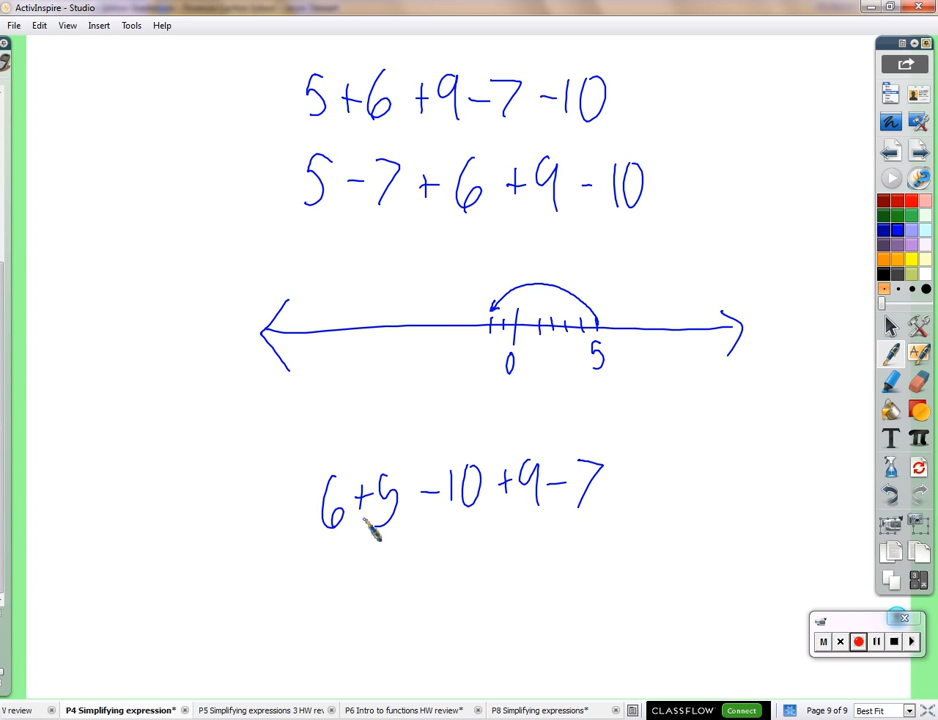 ActivInspire - Studio
File Edit View Insert Tools Help
5+6+9-7-10
5-7+6+9-10
0 5
6+5-10+9-7
M
W review P4 Simplifying expression* P5 Simplifying expressions 3 HW rev P6 Intro to functions HW review* P8 Simplifying expressions* CLASSFLOW Connect Page 9 of 9 Best Fit